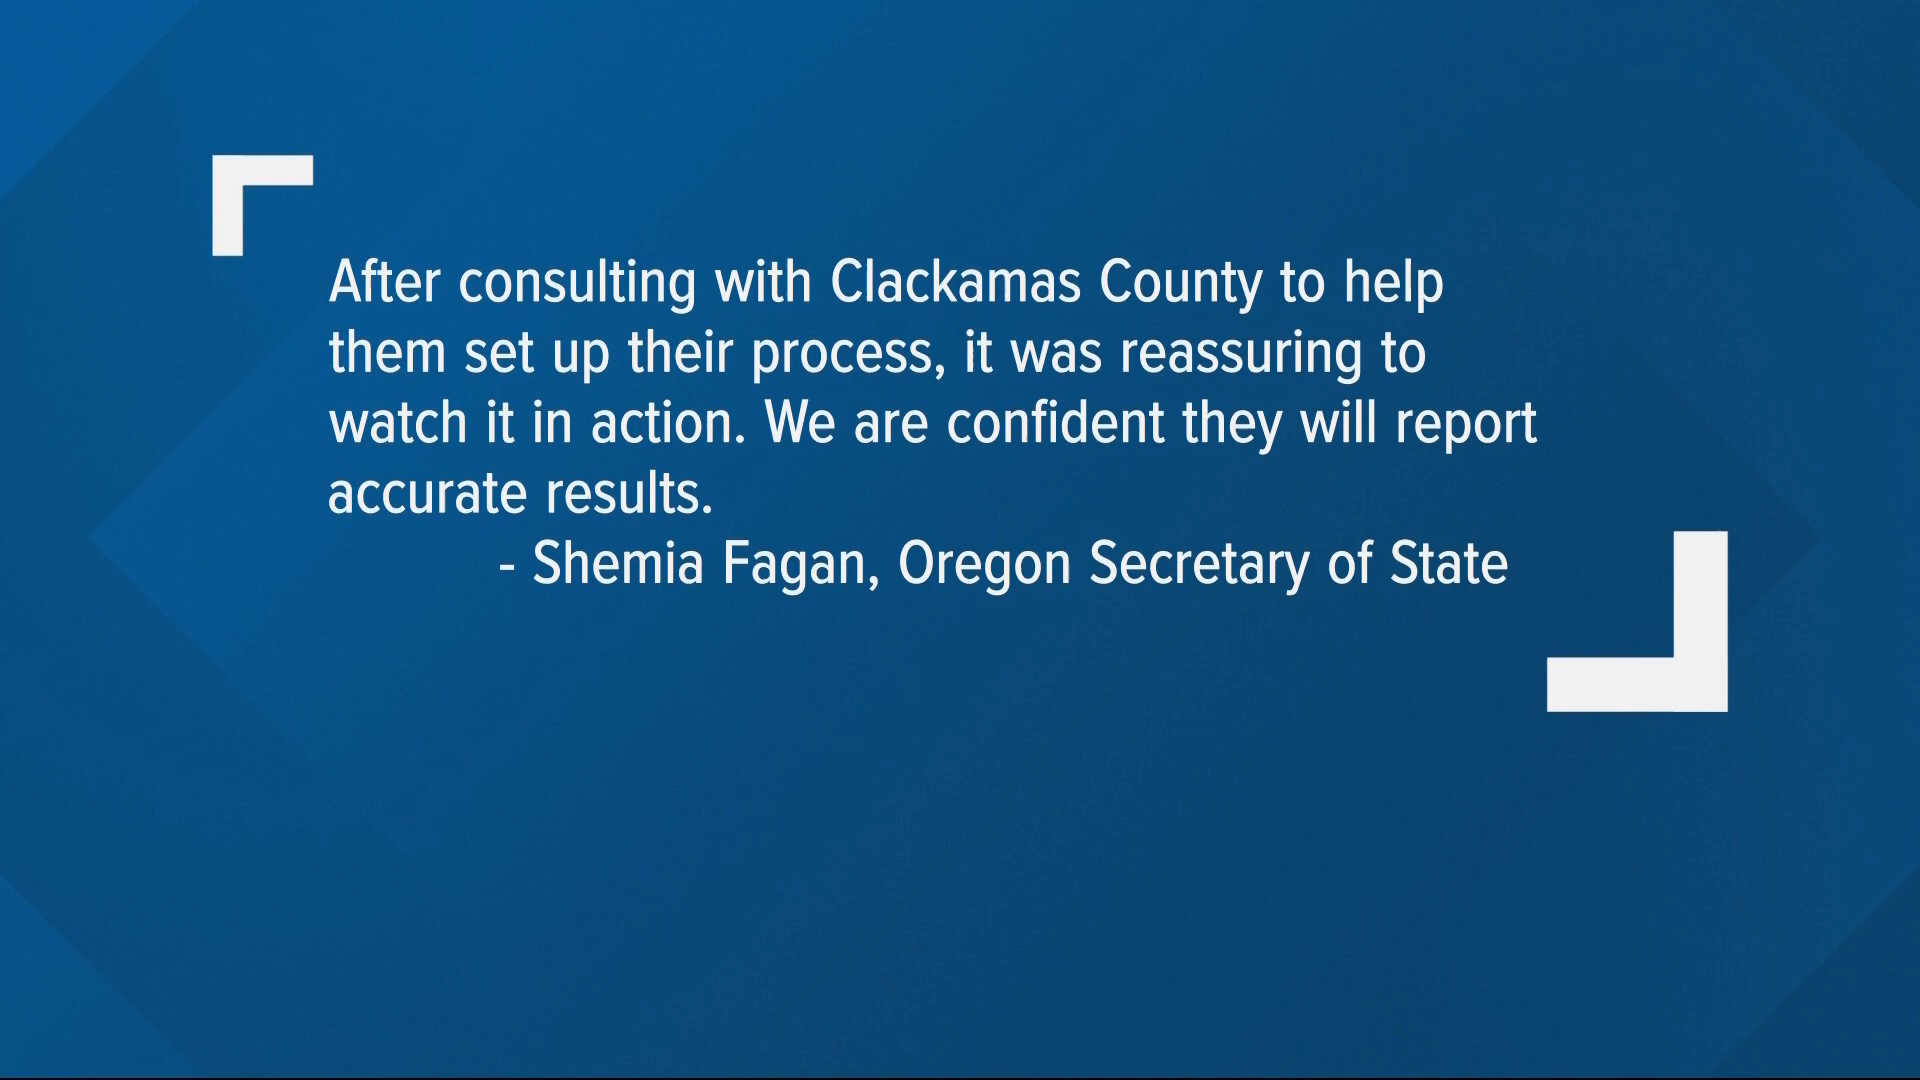 After consulting with Clackamas County to help
them set up their process, it was reassuring to
watch it in action. We are confident they will report
accurate results.
- Shemia Fagan, Oregon Secretary of State